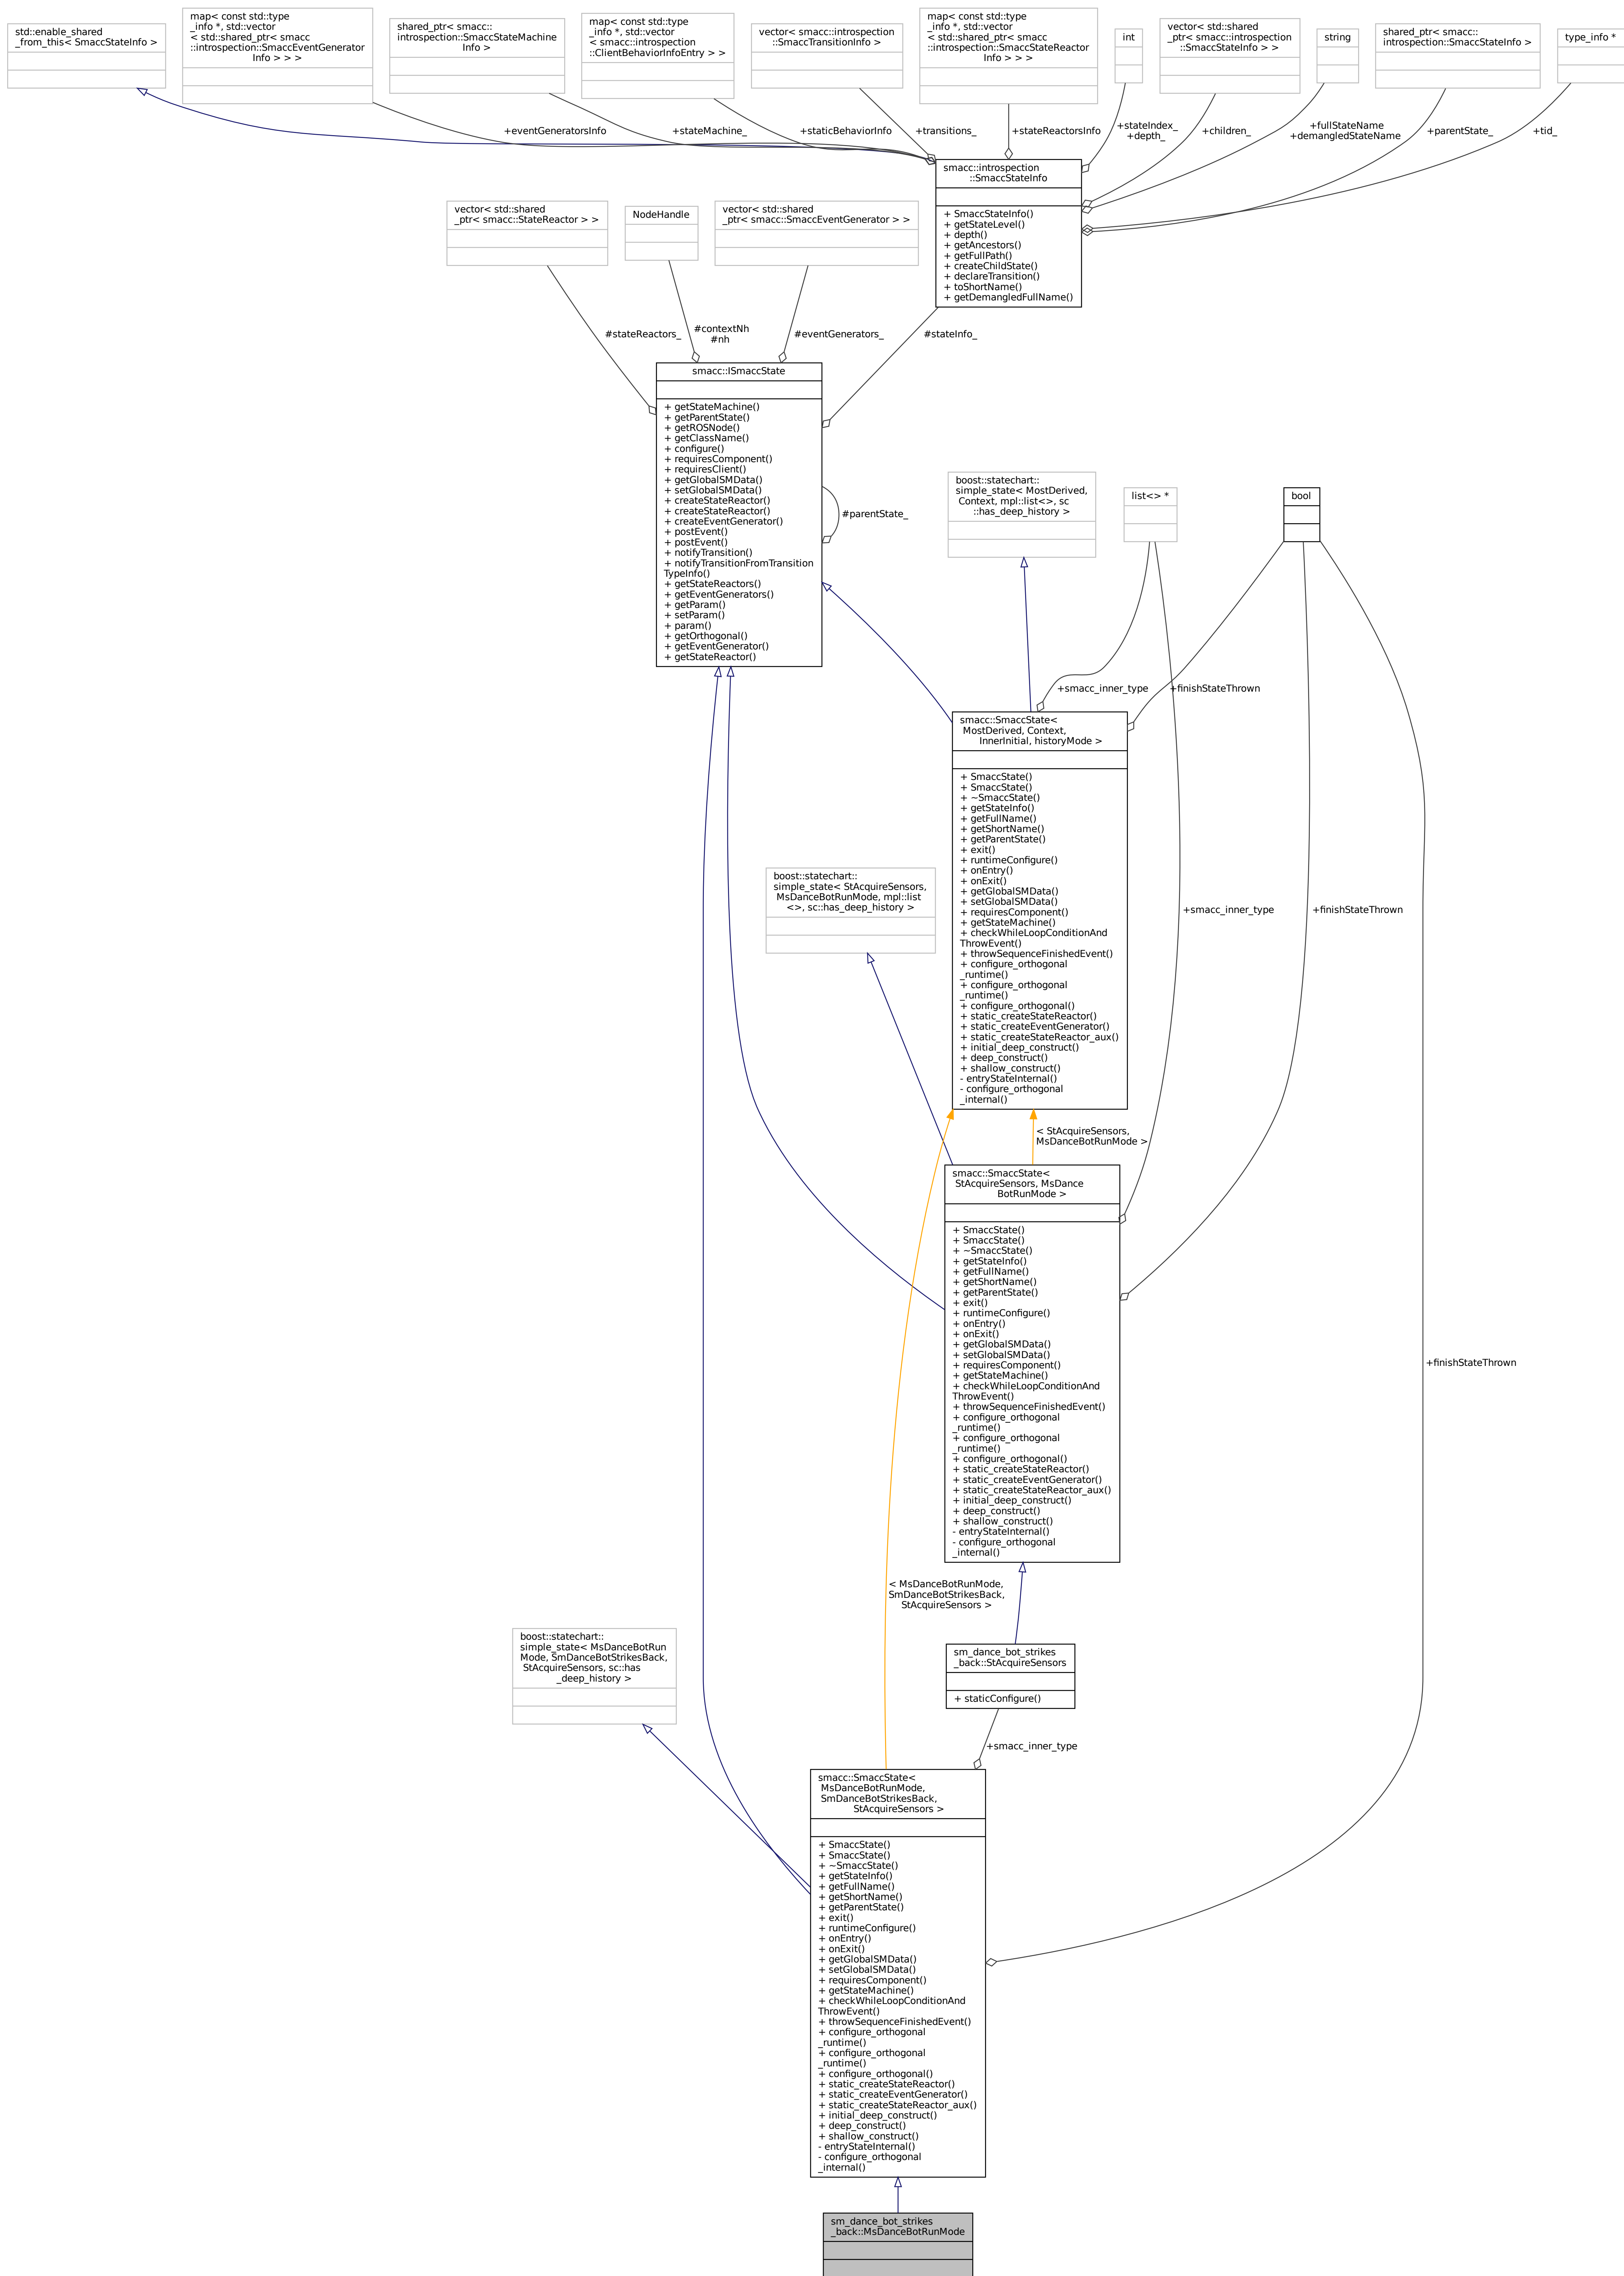 std::enable_shared
_from_this< SmaccStateInfo >
map< const std::type
_info *, std::vector
< std::shared_ptr< smacc
::introspection::SmaccEventGenerator
Info > > >
shared_ptr< smacc::
introspection::SmaccStateMachine
Info >
map< const std::type
_info *, std::vector
< smacc::introspection
::ClientBehaviorInfoEntry > >
vector< smacc::introspection
::SmaccTransitionInfo >
map< const std::type
_info *, std::vector
< std::shared_ptr< smacc
::introspection::SmaccStateReactor
Info > > >
int
vector< std::shared
_ptr< smacc::introspection
::SmaccStateInfo > >
string
shared_ptr< smacc::
introspection::SmaccStateInfo >
type_info *
+eventGeneratorsInfo
+stateMachine_
+staticBehaviorInfo
+transitions_
+stateReactorsInfo
+stateIndex_
+depth_
+children_
+fullStateName
+demangledStateName
+parentState_
+tid_
smacc::introspection
::SmaccStateInfo
+ SmaccStateInfo()
+ getStateLevel()
+ depth()
+ getAncestors()
+ getFullPath()
+ createChildState()
+ declareTransition()
+ toShortName()
+ getDemangledFullName()
vector< std::shared
_ptr< smacc::StateReactor > >
NodeHandle
vector< std::shared
_ptr< smacc::SmaccEventGenerator > >
#stateReactors_
#contextNh
#nh
#eventGenerators_
#stateInfo_
smacc::ISmaccState
+ getStateMachine()
+ getParentState()
+ getROSNode()
+ getClassName()
+ configure()
+ requiresComponent()
+ requiresClient()
+ getGlobalSMData()
+ setGlobalSMData()
+ createStateReactor()
+ createStateReactor()
+ createEventGenerator()
+ postEvent()
+ postEvent()
+ notifyTransition()
+ notifyTransitionFromTransition
TypeInfo()
+ getStateReactors()
+ getEventGenerators()
+ getParam()
+ setParam()
+ param()
+ getOrthogonal()
+ getEventGenerator()
+ getStateReactor()
#parentState_
boost::statechart::
simple_state< MostDerived,
Context, mpl::list<>, sc
::has_deep_history >
list<> *
bool
+smacc_inner_type
+finishStateThrown
smacc::SmaccState<
MostDerived, Context,
InnerInitial, historyMode >
+ SmaccState()
+ SmaccState()
+ ~SmaccState()
+ getStateInfo()
+ getFullName()
+ getShortName()
+ getParentState()
+ exit()
+ runtimeConfigure()
+ onEntry()
+ onExit()
+ getGlobalSMData()
+ setGlobalSMData()
+ requiresComponent()
+ getStateMachine()
+ checkWhileLoopConditionAnd
ThrowEvent()
+ throwSequenceFinishedEvent()
+ configure_orthogonal
_runtime()
+ configure_orthogonal
_runtime()
+ configure_orthogonal()
+ static_createStateReactor()
+ static_createEventGenerator()
+ static_createStateReactor_aux()
+ initial_deep_construct()
+ deep_construct()
+ shallow_construct()
- entryStateInternal()
- configure_orthogonal
_internal()
boost::statechart::
simple_state< StAcquireSensors,
MsDanceBotRunMode, mpl::list
<>, sc::has_deep_history >
+smacc_inner_type
+finishStateThrown
< StAcquireSensors,
MsDanceBotRunMode >
smacc::SmaccState<
StAcquireSensors, MsDance
BotRunMode >
+ SmaccState()
+ SmaccState()
+ ~SmaccState()
+ getStateInfo()
+ getFullName()
+ getShortName()
+ getParentState()
+ exit()
+ runtimeConfigure()
+ onEntry()
+ onExit()
+ getGlobalSMData()
+ setGlobalSMData()
+ requiresComponent()
+ getStateMachine()
+ checkWhileLoopConditionAnd
ThrowEvent()
+ throwSequenceFinishedEvent()
+ configure_orthogonal
_runtime()
+ configure_orthogonal
_runtime()
+ configure_orthogonal()
+ static_createStateReactor()
+ static_createEventGenerator()
+ static_createStateReactor_aux()
+ initial_deep_construct()
+ deep_construct()
+ shallow_construct()
- entryStateInternal()
- configure_orthogonal
_internal()
+finishStateThrown
< MsDanceBotRunMode,
SmDanceBotStrikesBack,
StAcquireSensors >
boost::statechart::
simple_state< MsDanceBotRun
Mode, SmDanceBotStrikesBack,
StAcquireSensors, sc::has
_deep_history >
sm_dance_bot_strikes
_back::StAcquireSensors
+ staticConfigure()
+smacc_inner_type
smacc::SmaccState<
MsDanceBotRunMode,
SmDanceBotStrikesBack,
StAcquireSensors >
+ SmaccState()
+ SmaccState()
+ ~SmaccState()
+ getStateInfo()
+ getFullName()
+ getShortName()
+ getParentState()
+ exit()
+ runtimeConfigure()
+ onEntry()
+ onExit()
+ getGlobalSMData()
+ setGlobalSMData()
+ requiresComponent()
+ getStateMachine()
+ checkWhileLoopConditionAnd
ThrowEvent()
+ throwSequenceFinishedEvent()
+ configure_orthogonal
_runtime()
+ configure_orthogonal
_runtime()
+ configure_orthogonal()
+ static_createStateReactor()
+ static_createEventGenerator()
+ static_createStateReactor_aux()
+ initial_deep_construct()
+ deep_construct()
+ shallow_construct()
- entryStateInternal()
- configure_orthogonal
_internal()
sm_dance_bot_strikes
_back::MsDanceBotRunMode